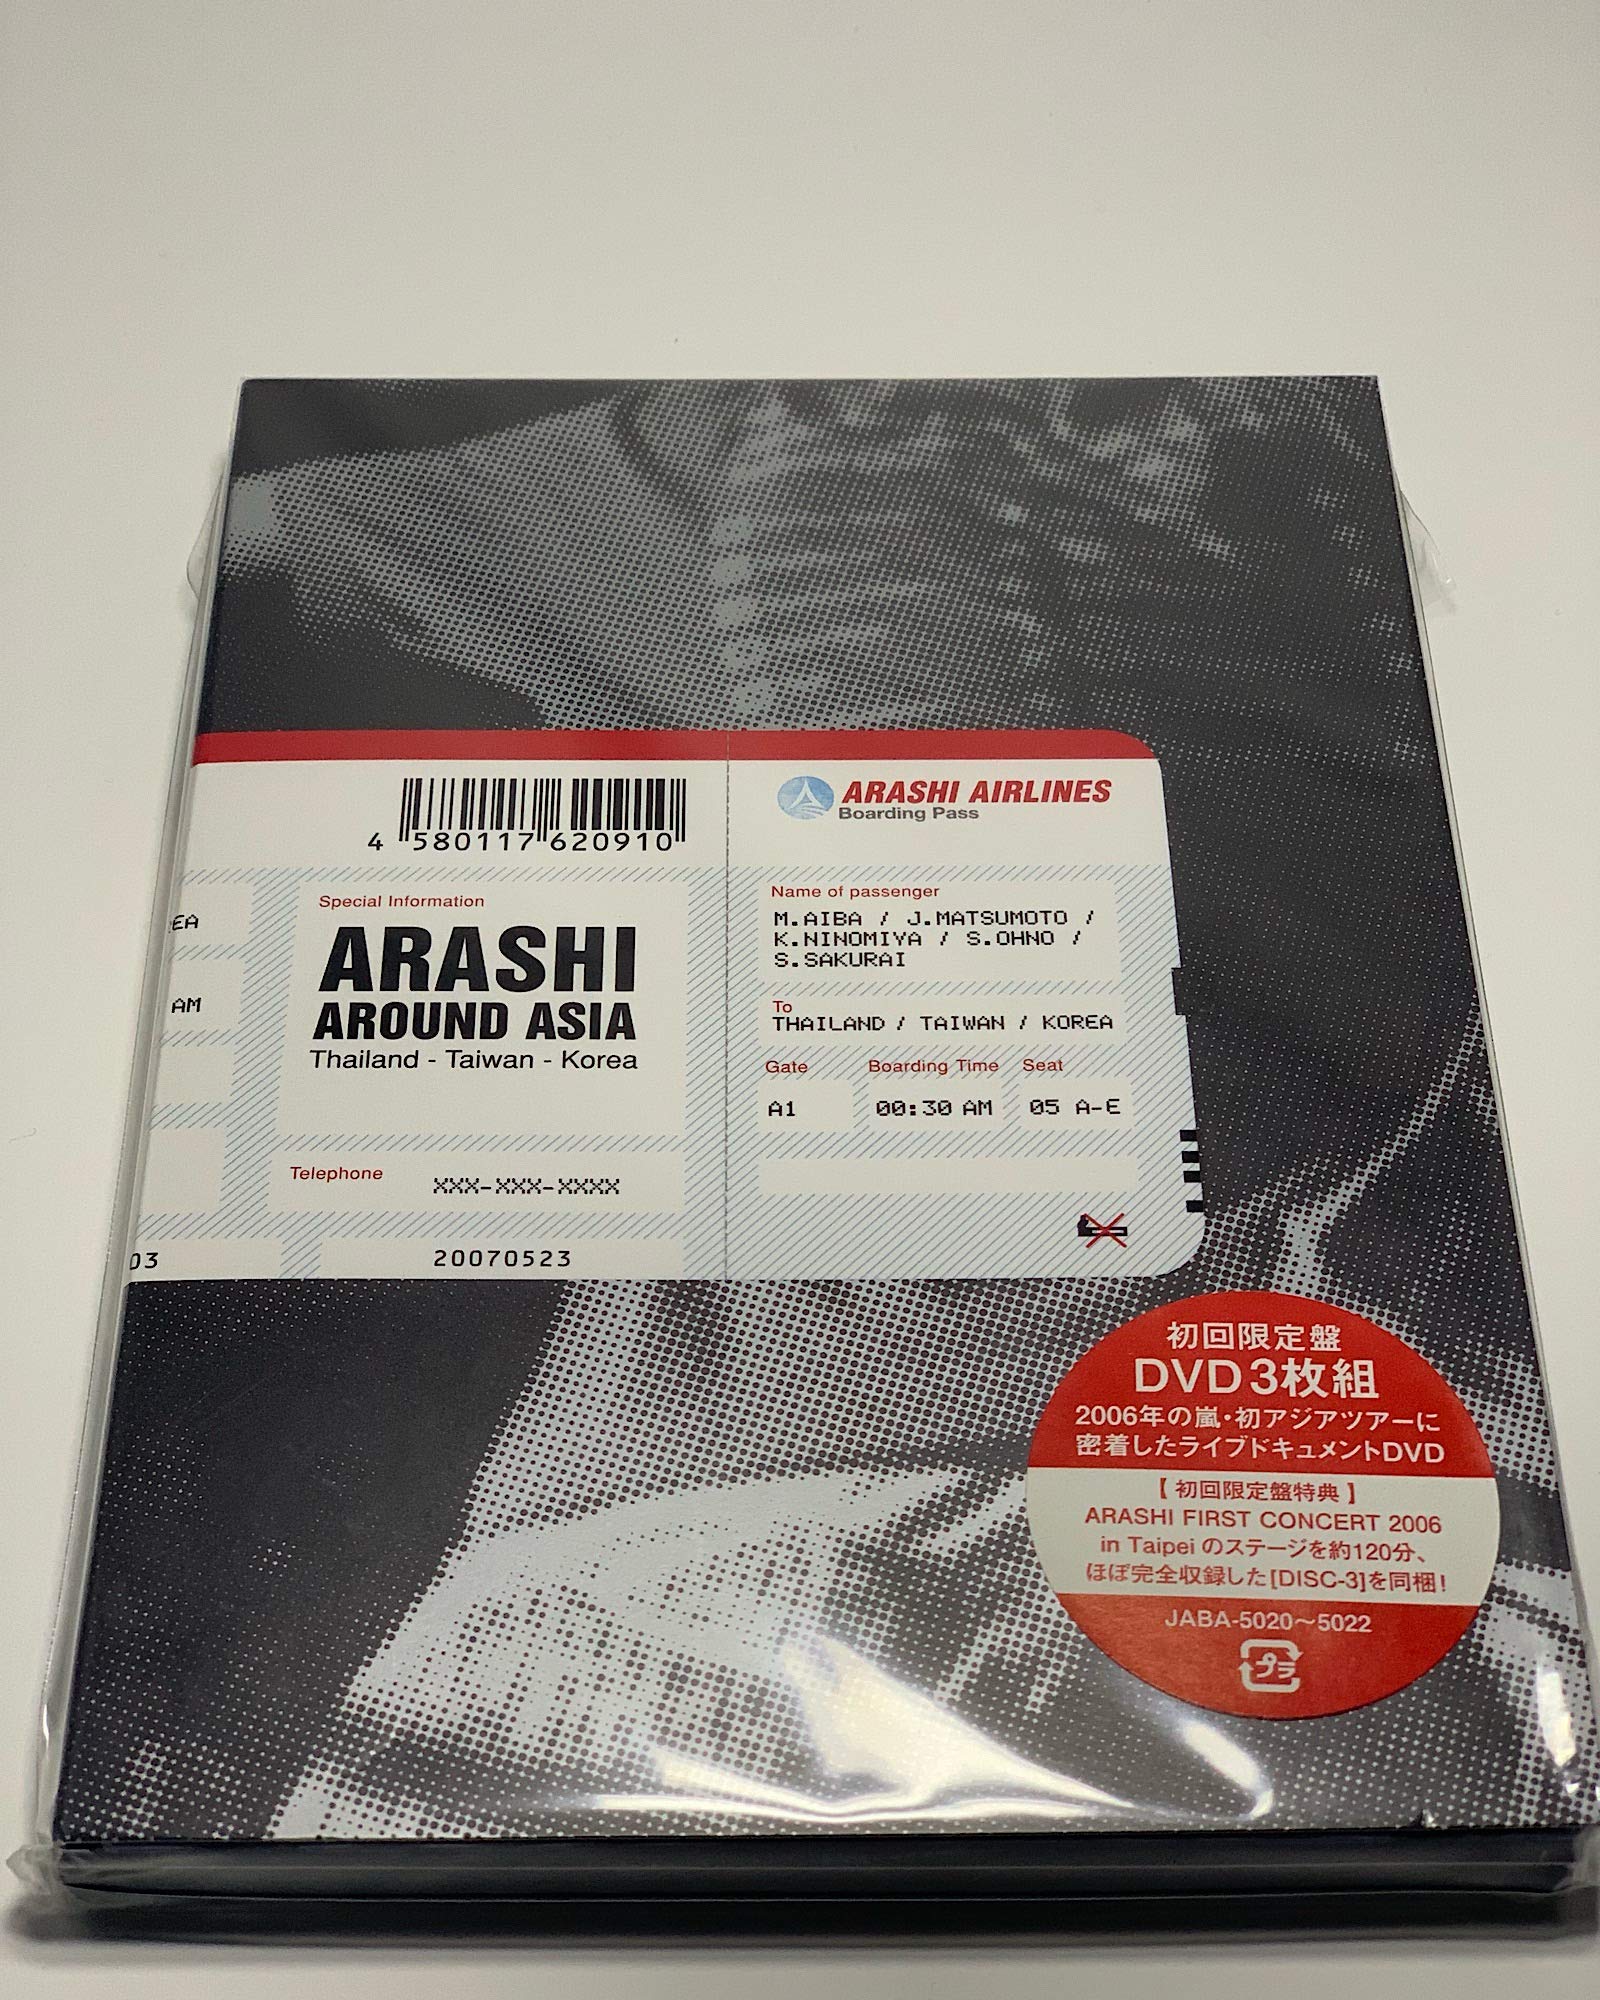 4 580117 620910
ARASHI AIRLINES
Boarding Pass
EA
AM
03
Special Information
ARASHI
AROUND ASIA
Thailand - Taiwan - Korea
Telephone
XXX-XXX-XXXX
20070523
Name of passenger
M.AIBA / J.MATSUMOTO /
K.NINOMIYA / S.OHNO /
S.SAKURAI
To
THAILAND / TAIWAN / KOREA
Gate
A1
Boarding Time
00:30 AM
Seat
05 A-E
初回限定盤
DVD3枚組
2006年の嵐・初アジアツアーに
密着したライブドキュメントDVD
【初回限定盤特典】
ARASHI FIRST CONCERT 2006
in Taipei のステージを約120分、
ほぼ完全収録した[DISC-3]を同梱!
JABA-5020〜5022
プラ